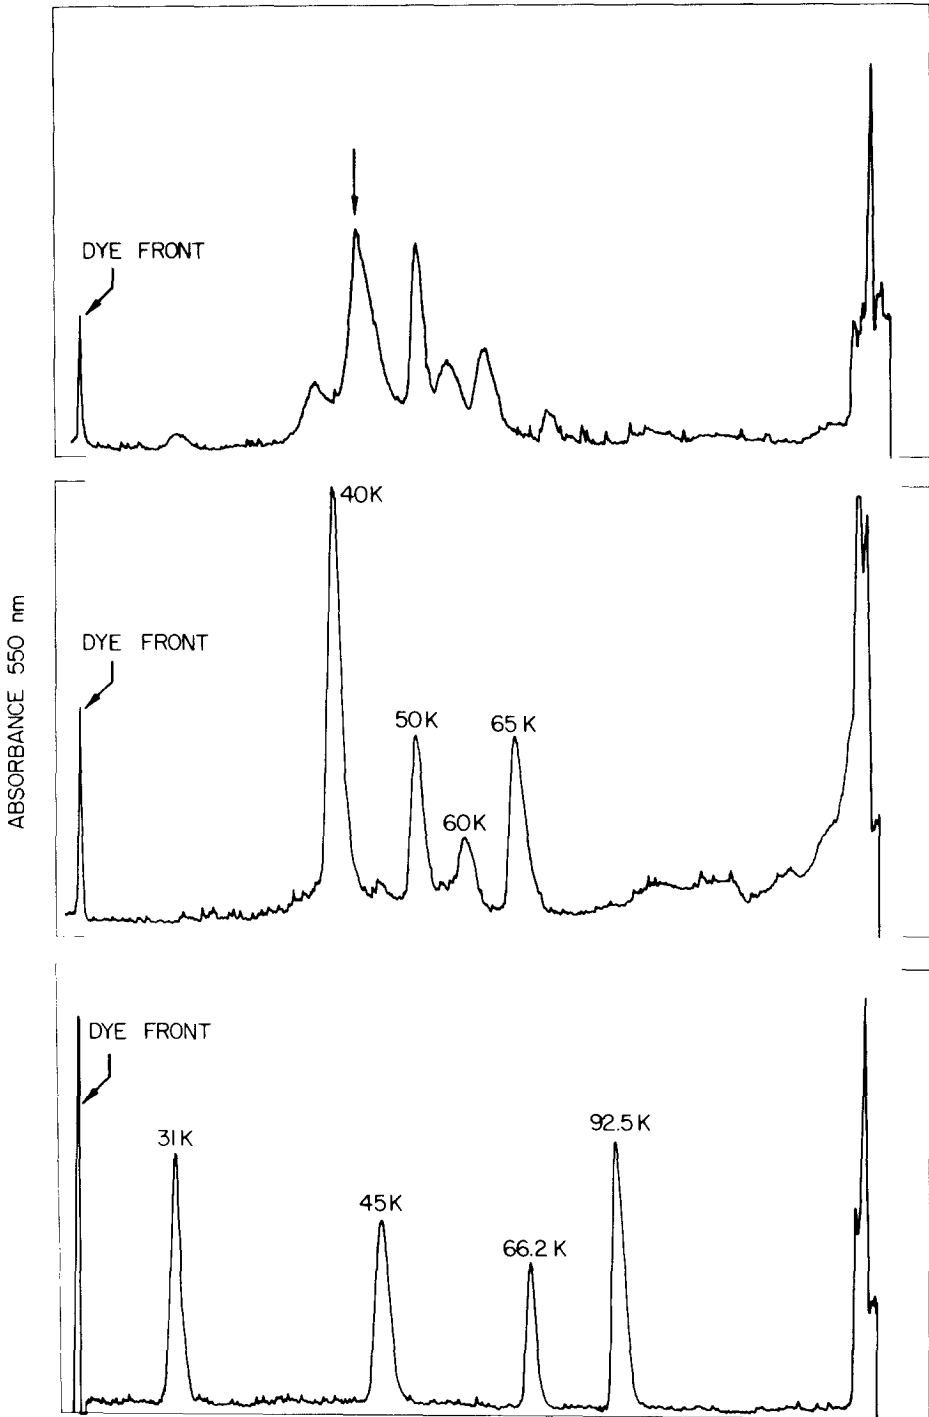 DYE FRONT
40K
DYE FRONT
50K
65K
60K
ABSORBANCE 550 nm
DYE FRONT
31K
45K
66.2K
92.5K